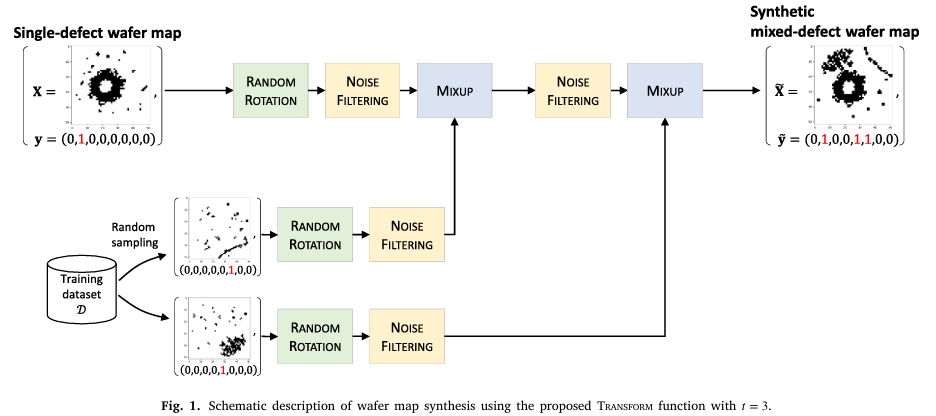 Single-defect wafer map
X =
,
y = (0,1,0,0,0,0,0,0)
RANDOM ROTATION
NOISE FILTERING
MIXUP
NOISE FILTERING
MIXUP
Synthetic
mixed-defect wafer map
X̃ =
,
ỹ = (0,1,0,0,1,1,0,0)
Random
sampling
Training
dataset
𝒟
,
(0,0,0,0,0,1,0,0)
RANDOM
ROTATION
NOISE
FILTERING
,
(0,0,0,0,1,0,0,0)
RANDOM
ROTATION
NOISE
FILTERING
Fig. 1. Schematic description of wafer map synthesis using the proposed TRANSFORM function with t = 3.